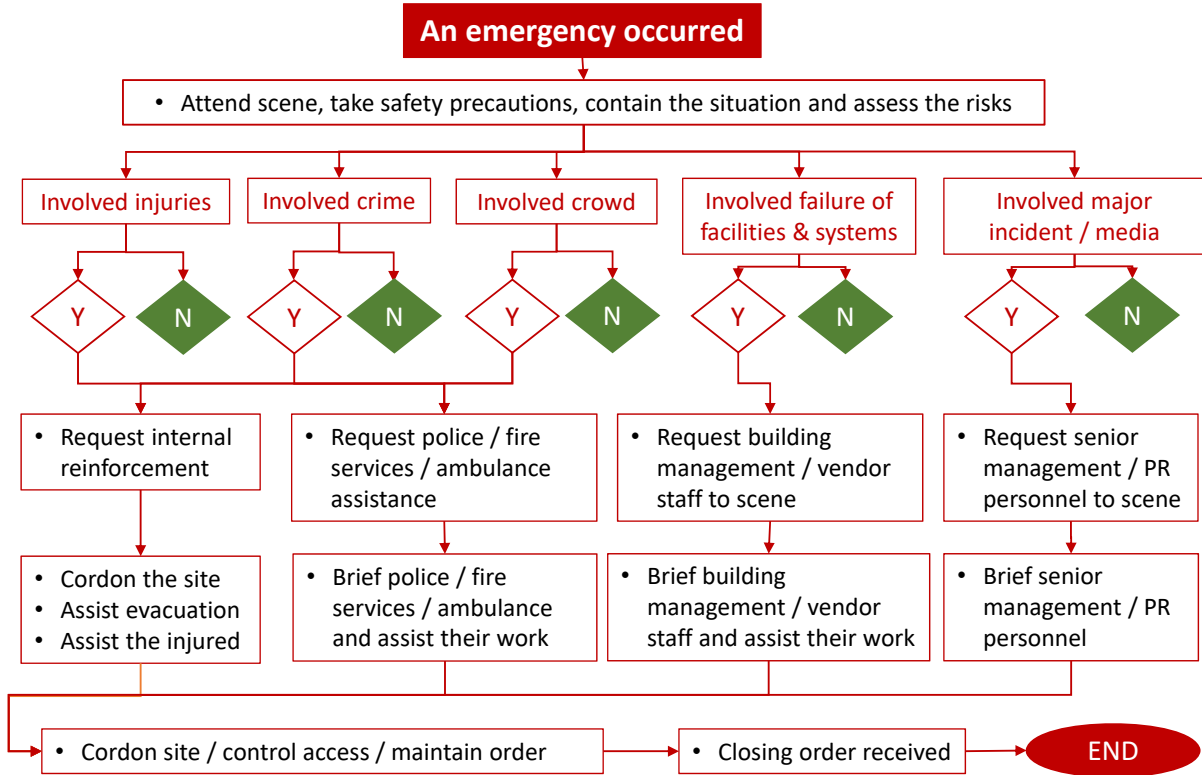 An emergency occurred
• Attend scene, take safety precautions, contain the situation and assess the risks
Involved injuries
Involved crime
Involved crowd
Involved failure of
facilities & systems
Involved major
incident / media
Y
N
Y
N
Y
N
Y
N
Y
N
• Request internal
reinforcement
• Request police / fire
services / ambulance
assistance
• Request building
management / vendor
staff to scene
• Request senior
management / PR
personnel to scene
• Cordon the site
• Assist evacuation
• Assist the injured
• Brief police / fire
services / ambulance
and assist their work
• Brief building
management / vendor
staff and assist their work
• Brief senior
management / PR
personnel
• Cordon site / control access / maintain order
• Closing order received
END